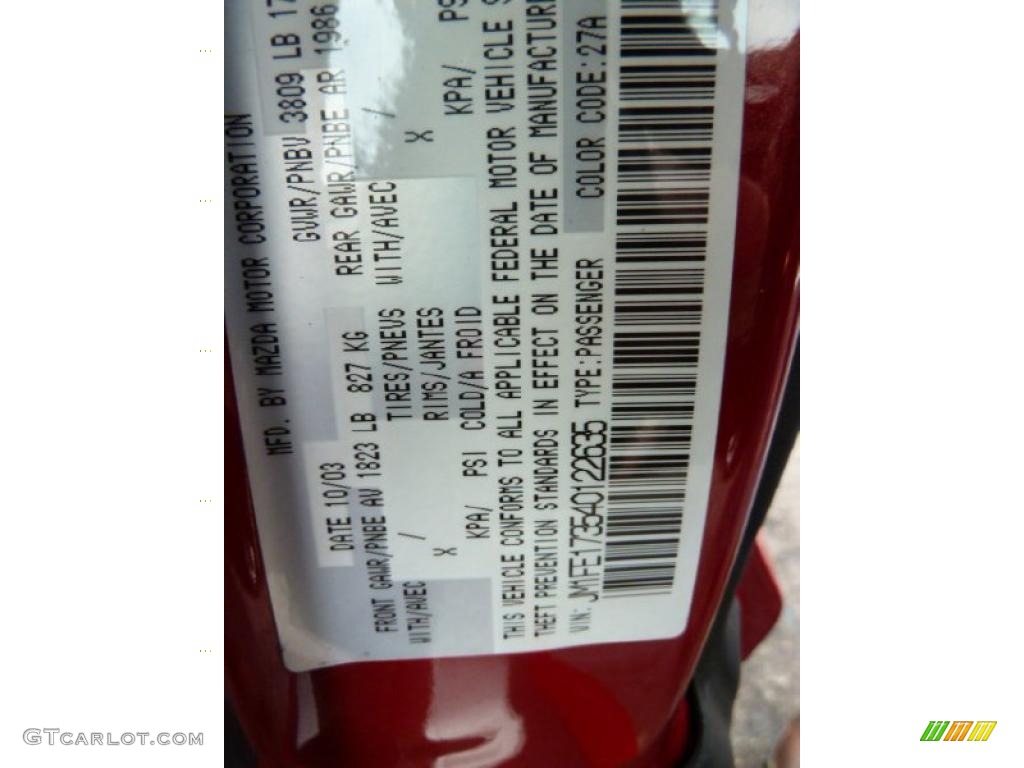 MFD. BY MAZDA MOTOR CORPORATION
DATE 10/03 GVWR/PNBV 3809 LB 17
FRONT GAWR/PNBE AV 1823 LB 827 KG REAR GAWR/PNBE AR 1986
WITH/AVEC / TIRES/PNEVS WITH/AVEC /
X RIMS/JANTES X
KPA/ PSI COLD/A FROID KPA/ PS
THIS VEHICLE CONFORMS TO ALL APPLICABLE FEDERAL MOTOR VEHICLE S
THEFT PREVENTION STANDARDS IN EFFECT ON THE DATE OF MANUFACTURE
VIN: JM1FE173540122635 TYPE:PASSENGER COLOR CODE:27A
GTCarLot.com